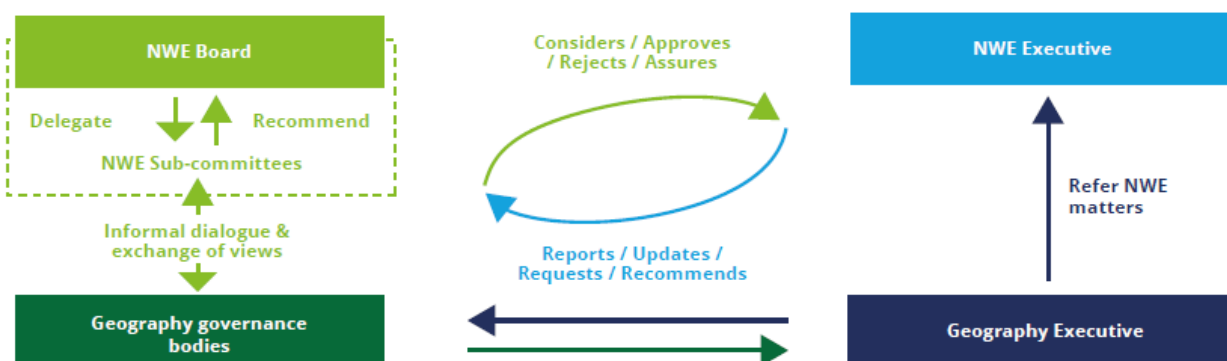 NWE Board
Delegate
Recommend
NWE Sub-committees
Informal dialogue &
exchange of views
Geography governance
bodies
Considers / Approves
/ Rejects / Assures
Reports / Updates /
Requests / Recommends
NWE Executive
Refer NWE
matters
Geography Executive